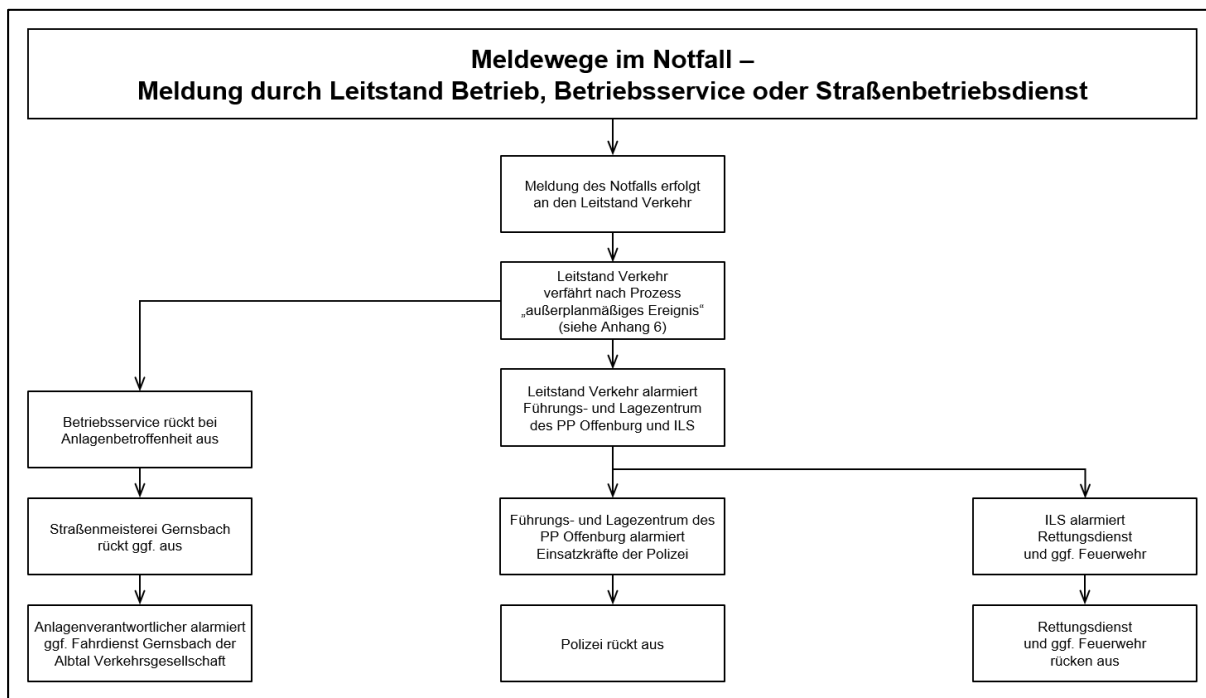 Meldewege im Notfall –
Meldung durch Leitstand Betrieb, Betriebsservice oder Straßenbetriebsdienst
Meldung des Notfalls erfolgt
an den Leitstand Verkehr
Leitstand Verkehr
verfährt nach Prozess
„außerplanmäßiges Ereignis“
(siehe Anhang 6)
Leitstand Verkehr alarmiert
Führungs- und Lagezentrum
des PP Offenburg und ILS
Betriebsservice rückt bei
Anlagenbetroffenheit aus
Straßenmeisterei Gernsbach
rückt ggf. aus
Anlagenverantwortlicher alarmiert
ggf. Fahrdienst Gernsbach der
Albtal Verkehrsgesellschaft
Führungs- und Lagezentrum des
PP Offenburg alarmiert
Einsatzkräfte der Polizei
Polizei rückt aus
ILS alarmiert
Rettungsdienst
und ggf. Feuerwehr
Rettungsdienst
und ggf. Feuerwehr
rücken aus